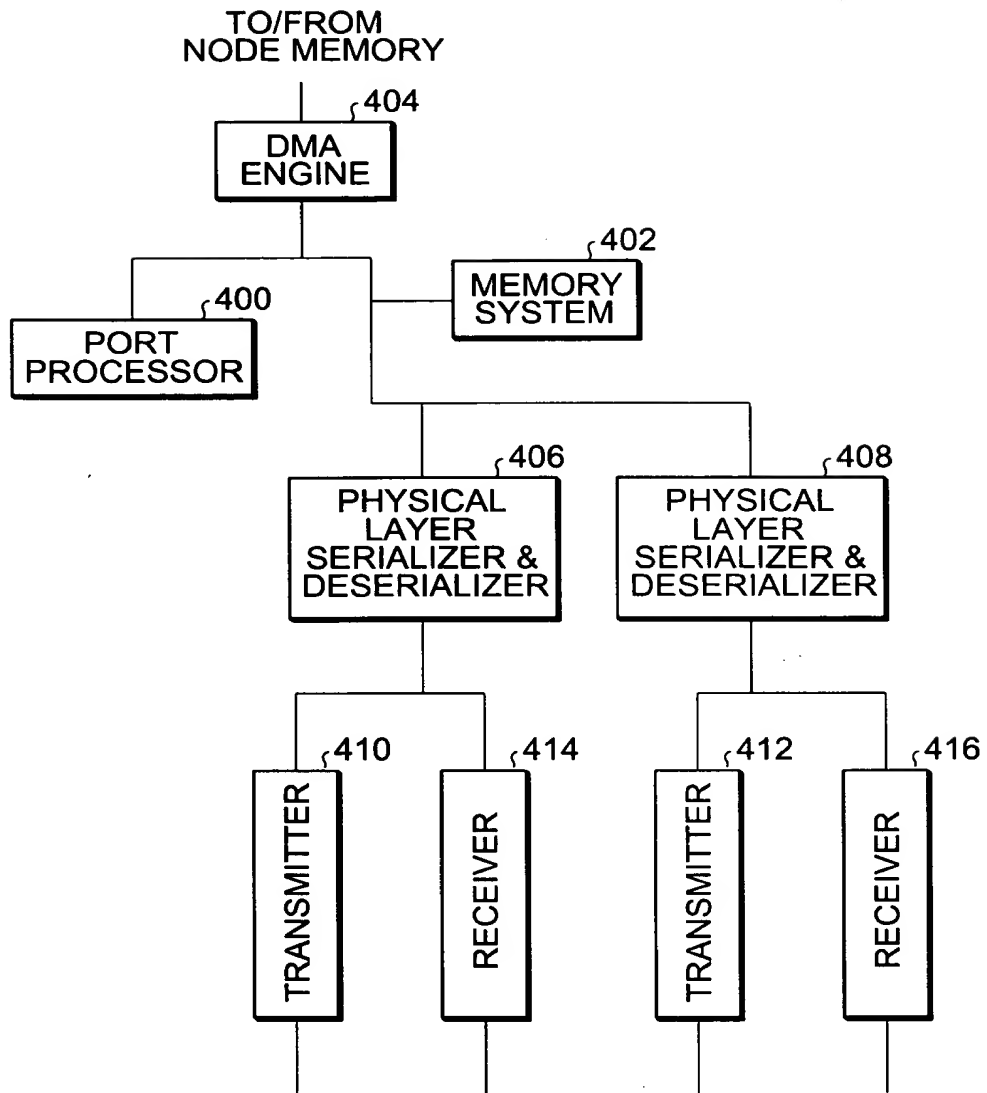 TO/FROM
NODE MEMORY
404
DMA
ENGINE
402
MEMORY
SYSTEM
400
PORT
PROCESSOR
406
PHYSICAL
LAYER
SERIALIZER &
DESERIALIZER
408
PHYSICAL
LAYER
SERIALIZER &
DESERIALIZER
410
TRANSMITTER
414
RECEIVER
412
TRANSMITTER
416
RECEIVER